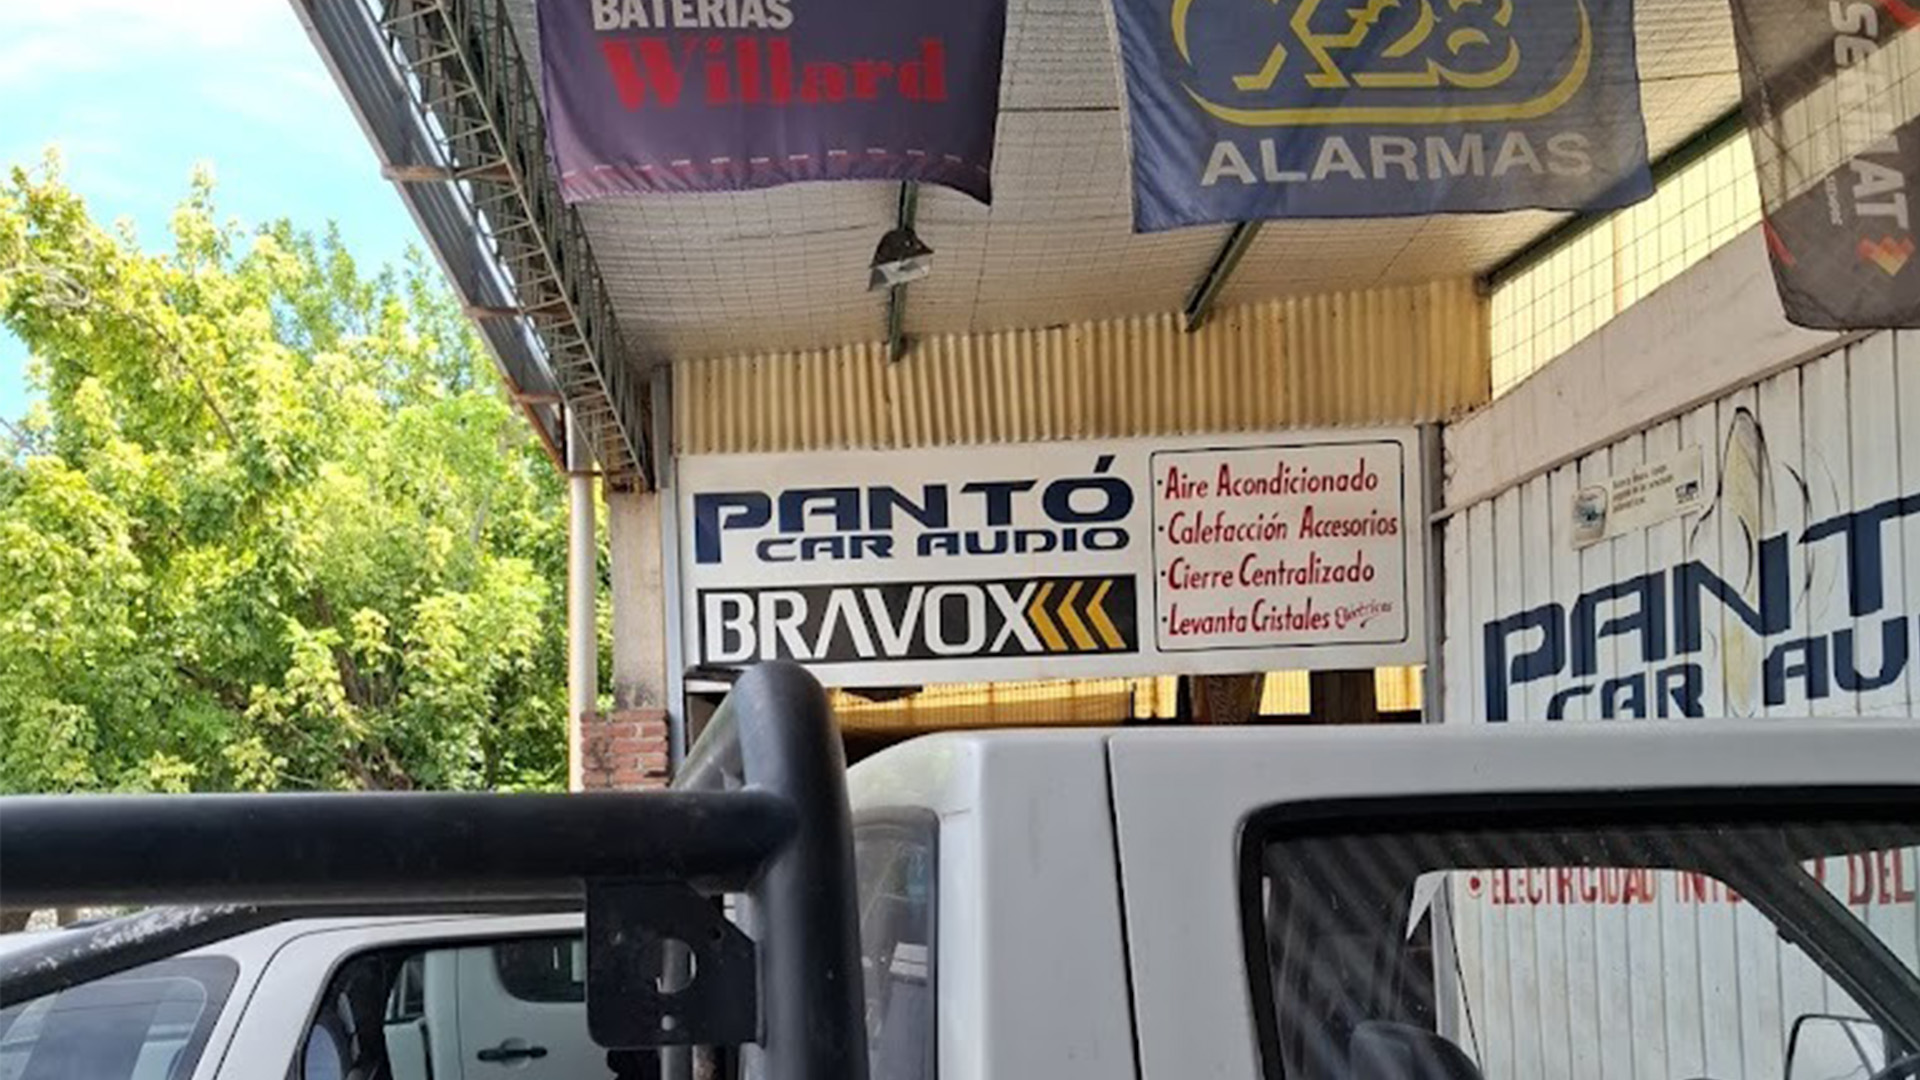 BATERIAS
Willard
X-28
ALARMAS
PANTÓ
CAR AUDIO
BRAVOX
·Aire Acondicionado
·Calefacción Accesorios
·Cierre Centralizado
·Levanta Cristales Eléctricos
PANT
CAR AU
• ELECTRICIDAD
DEL